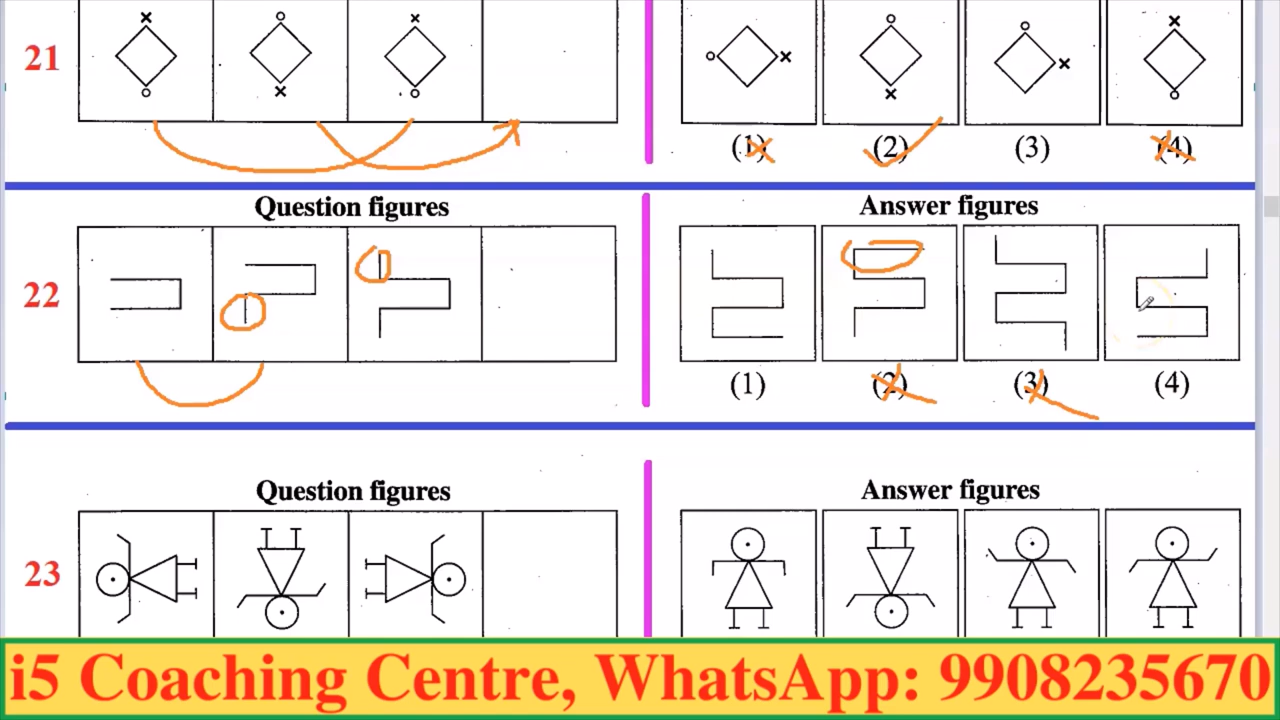 21
(1)
(2)
(3)
(4)
Question figures
Answer figures
22
(1)
(2)
(3)
(4)
Question figures
Answer figures
23
i5 Coaching Centre, WhatsApp: 9908235670